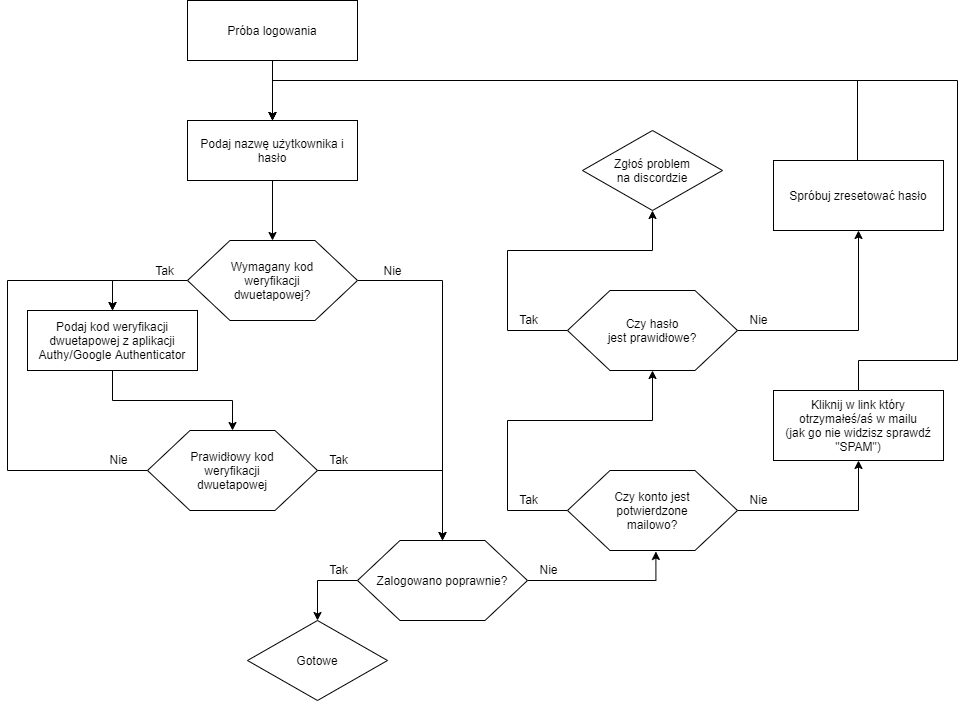 Próba logowania
Podaj nazwę użytkownika i
hasło
Wymagany kod
weryfikacji
dwuetapowej?
Tak
Nie
Podaj kod weryfikacji
dwuetapowej z aplikacji
Authy/Google Authenticator
Prawidłowy kod
weryfikacji
dwuetapowej
Nie
Tak
Zalogowano poprawnie?
Tak
Nie
Gotowe
Zgłoś problem
na discordzie
Spróbuj zresetować hasło
Czy hasło
jest prawidłowe?
Tak
Nie
Kliknij w link który
otrzymałeś/aś w mailu
(jak go nie widzisz sprawdź
"SPAM")
Czy konto jest
potwierdzone
mailowo?
Tak
Nie